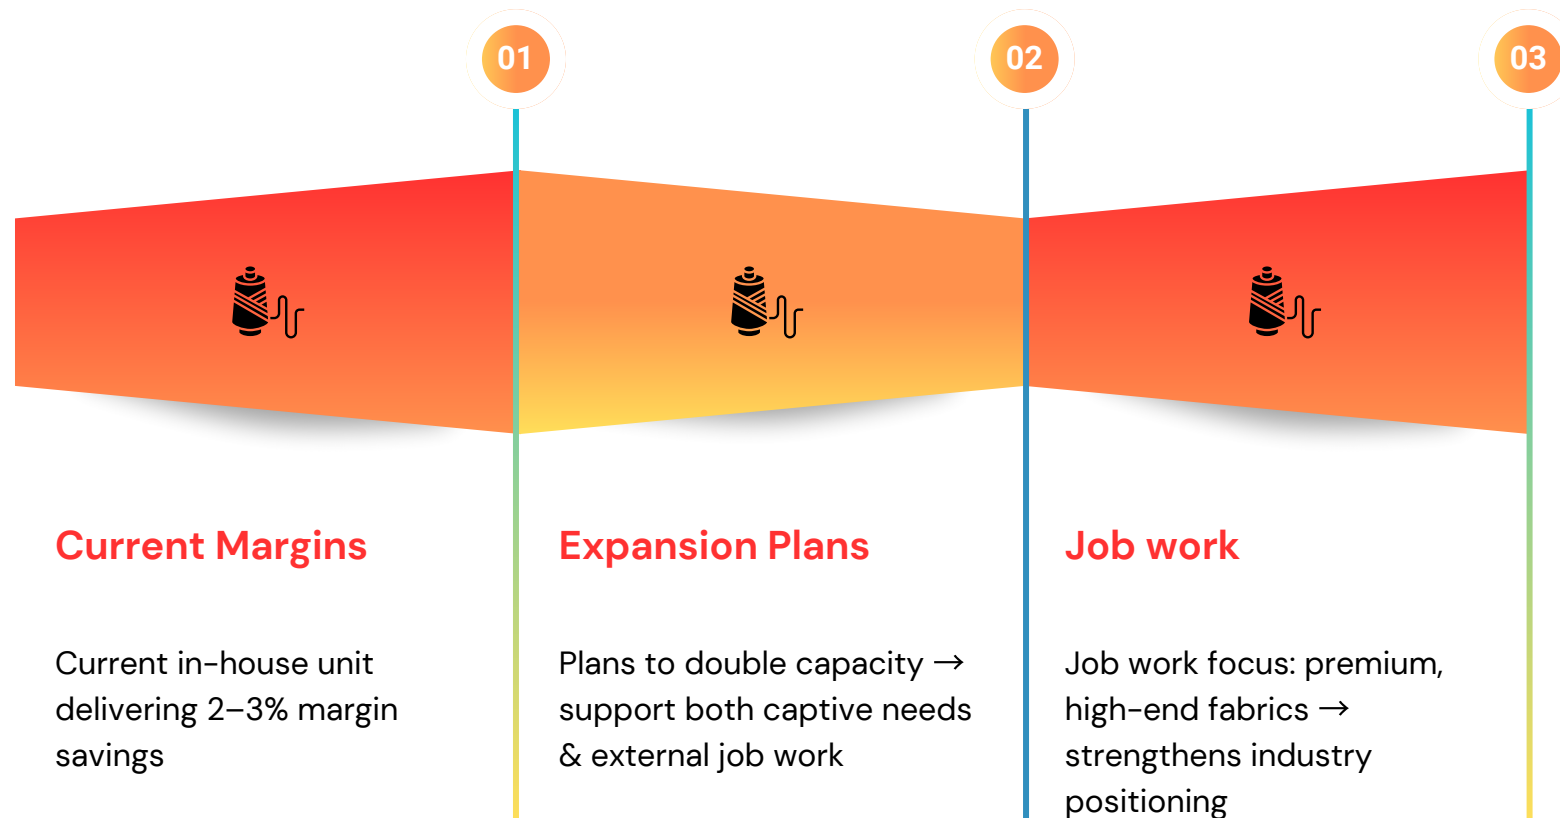 01
02
03
Current Margins
Current in-house unit
delivering 2–3% margin
savings
Expansion Plans
Plans to double capacity →
support both captive needs
& external job work
Job work
Job work focus: premium,
high-end fabrics →
strengthens industry
positioning